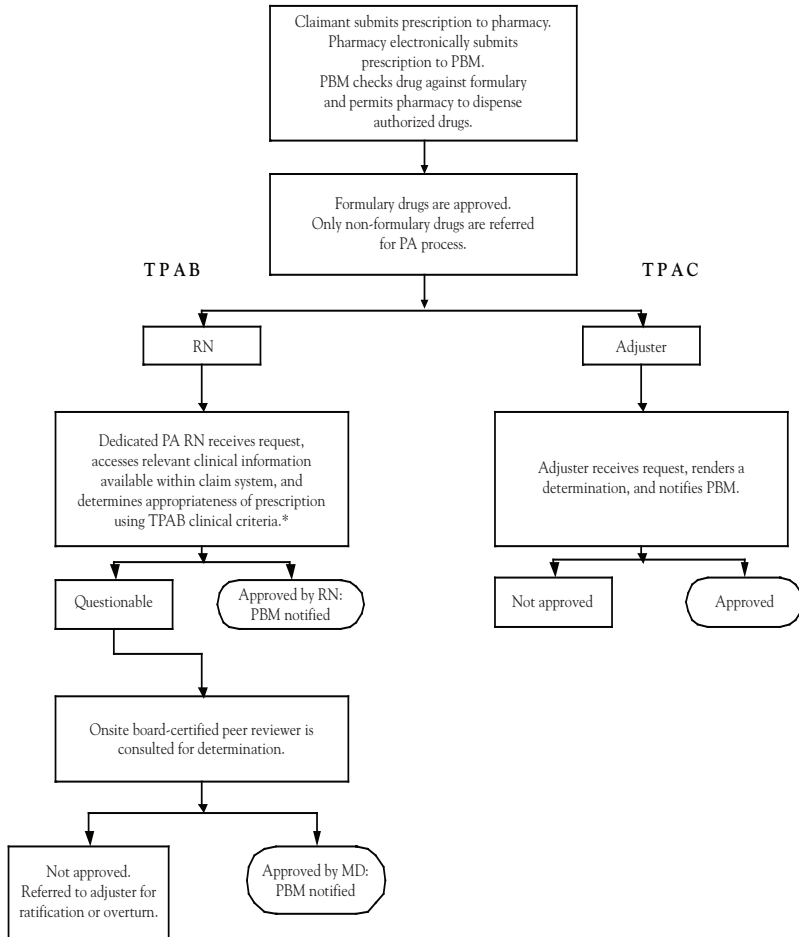 Claimant submits prescription to pharmacy.
Pharmacy electronically submits
prescription to PBM.
PBM checks drug against formulary
and permits pharmacy to dispense
authorized drugs.
Formulary drugs are approved.
Only non-formulary drugs are referred
for PA process.
TPAB
TPAC
RN
Adjuster
Dedicated PA RN receives request,
accesses relevant clinical information
available within claim system, and
determines appropriateness of prescription
using TPAB clinical criteria.*
Adjuster receives request, renders a
determination, and notifies PBM.
Questionable
Approved by RN:
PBM notified
Not approved
Approved
Onsite board-certified peer reviewer is
consulted for determination.
Not approved.
Referred to adjuster for
ratification or overturn.
Approved by MD:
PBM notified